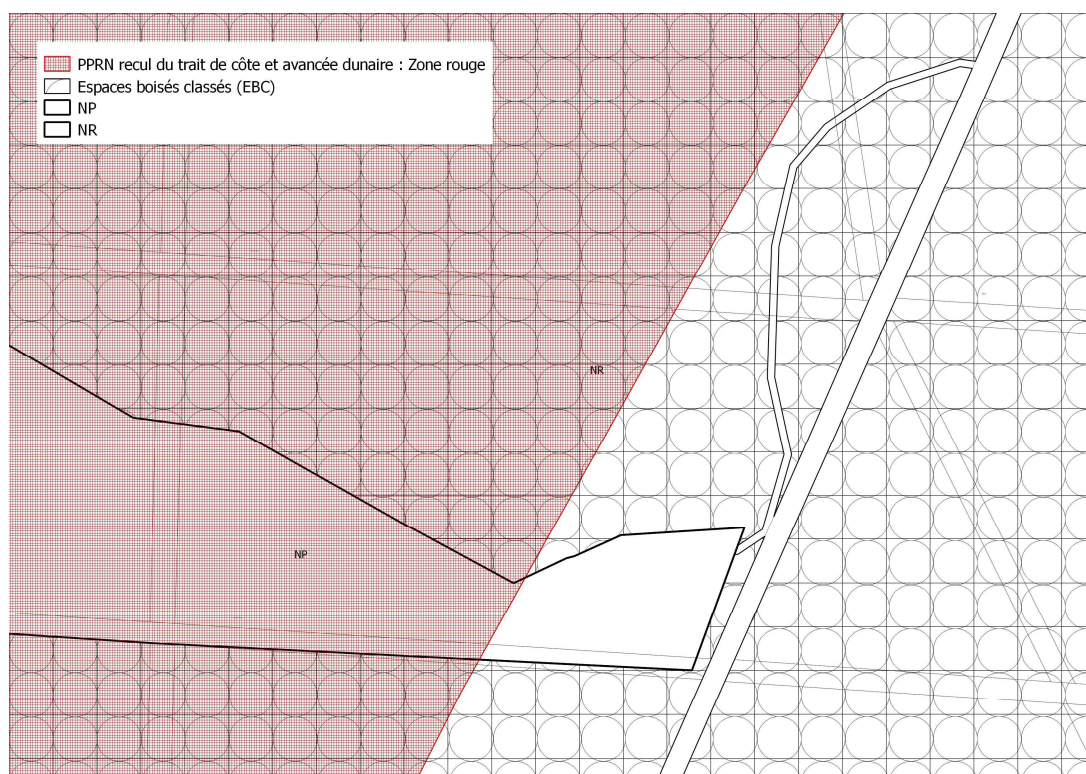 PPRN recul du trait de côte et avancée dunaire : Zone rouge
Espaces boisés classés (EBC)
NP
NR
NR
NP